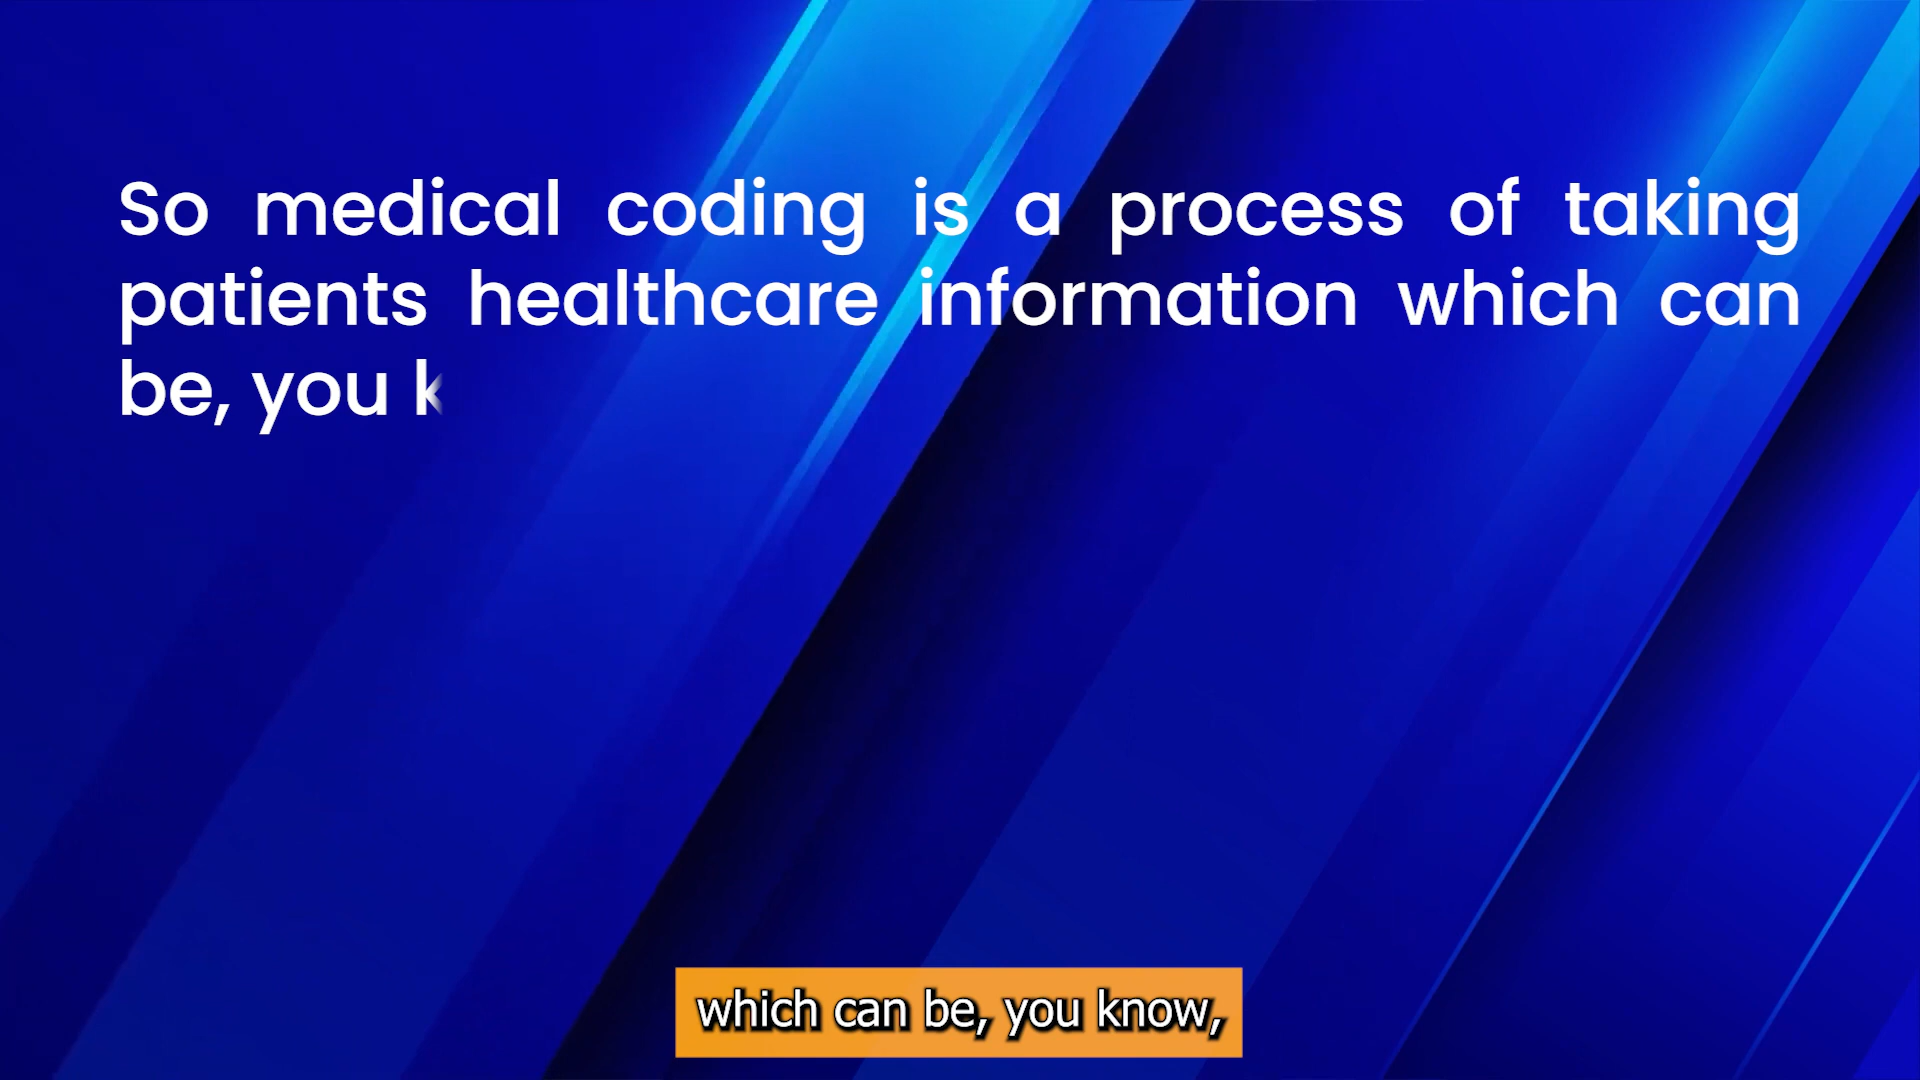 So medical coding is a process of taking
patients healthcare information which can
be, you k
which can be, you know,